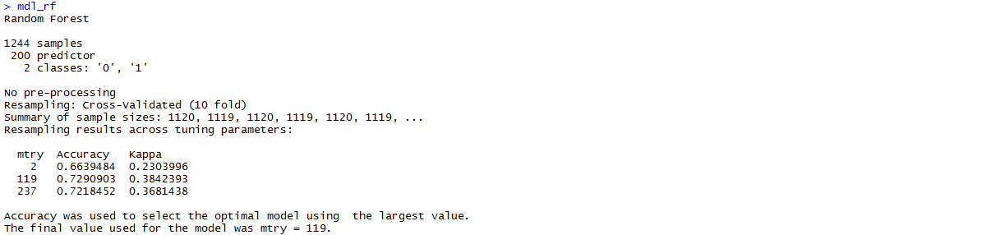 > mdl_rf
Random Forest
1244 samples
 200 predictor
   2 classes: '0', '1'
No pre-processing
Resampling: Cross-Validated (10 fold)
Summary of sample sizes: 1120, 1119, 1120, 1119, 1120, 1119, ...
Resampling results across tuning parameters:
  mtry  Accuracy   Kappa
    2   0.6639484  0.2303996
  119   0.7290903  0.3842393
  237   0.7218452  0.3681438
Accuracy was used to select the optimal model using  the largest value.
The final value used for the model was mtry = 119.